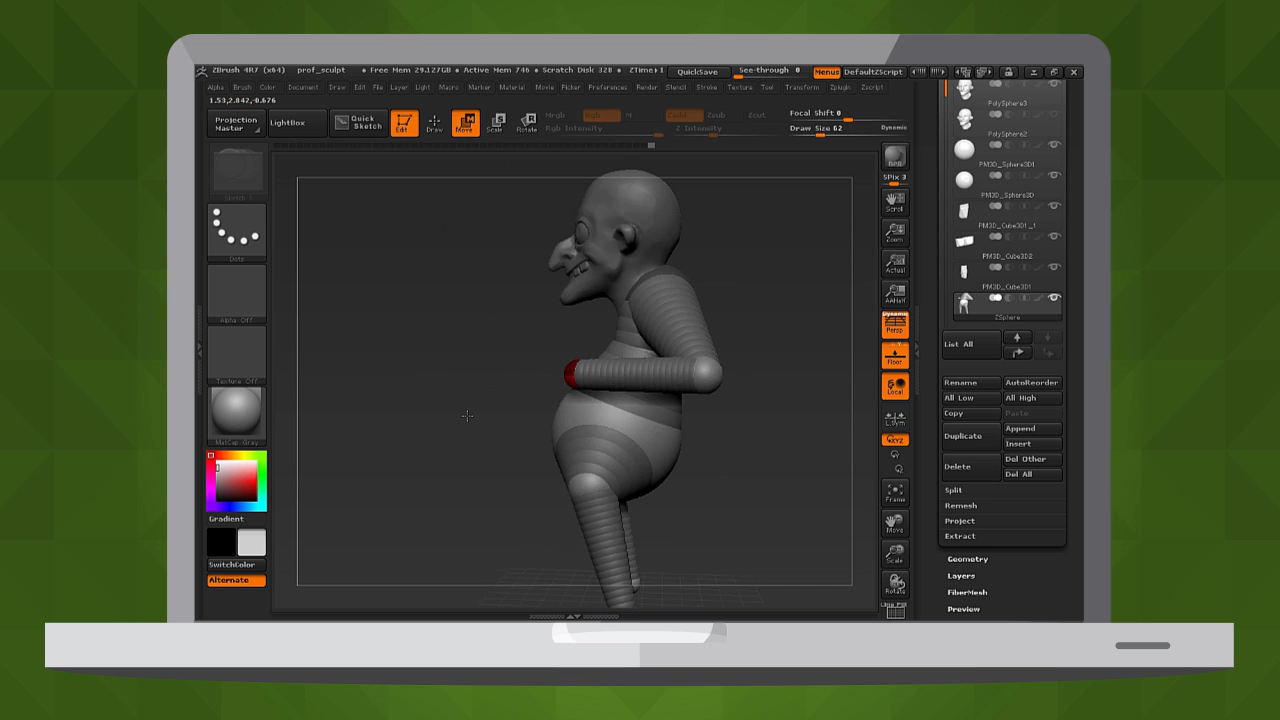 ZBrush 4R7 (x64) prof_sculpt • Free Mem 29.127GB • Active Mem 746 • Scratch Disk 328 • ZTime▸1 QuickSave See-through 0 Menus DefaultZScript
Alpha Brush Color Document Draw Edit File Layer Light Macro Marker Material Movie Picker Preferences Render Stencil Stroke Texture Tool Transform Zplugin Zscript
1.53,2.842,-0.676
Projection Master
LightBox
Quick Sketch
Edit
Draw
Move
Scale
Rotate
Mrgb Rgb M
Rgb Intensity
Zadd Zsub Zcut
Z Intensity
Focal Shift 0
Draw Size 62
Dynamic
Dots
Alpha Off
Texture Off
MatCap Gray
Gradient
SwitchColor
Alternate
BPR
SPix 3
Scroll
Zoom
Actual
AAHalf
Dynamic
Persp
Floor
Local
L.Sym
XYZ
Frame
Move
Scale
Rotate
PolySphere3
PolySphere2
PM3D_Sphere3D1
PM3D_Sphere3D
PM3D_Cube3D1_1
PM3D_Cube3D2
PM3D_Cube3D1
ZSphere
List All
Rename AutoReorder
All Low All High
Copy Paste
Duplicate Append
Insert
Delete Del Other
Del All
Split
Remesh
Project
Extract
Geometry
Layers
FiberMesh
Preview